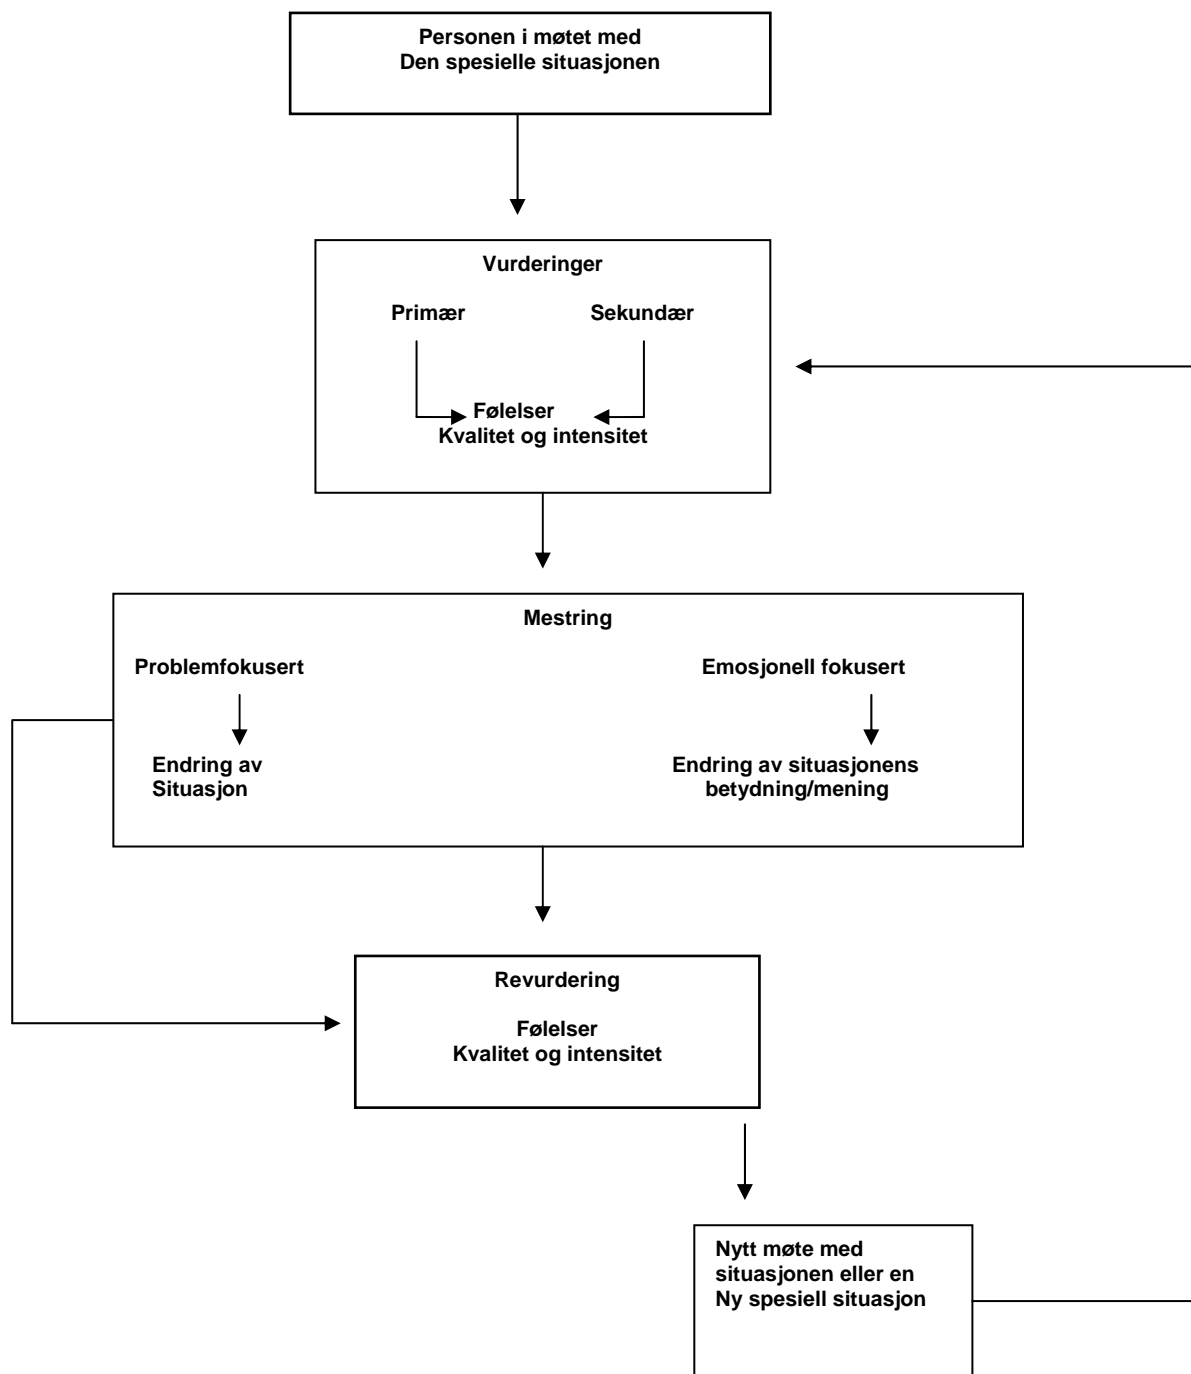 Personen i møtet med
Den spesielle situasjonen
Vurderinger
Primær
Sekundær
Følelser
Kvalitet og intensitet
Mestring
Problemfokusert
Emosjonell fokusert
Endring av
Situasjon
Endring av situasjonens
betydning/mening
Revurdering
Følelser
Kvalitet og intensitet
Nytt møte med
situasjonen eller en
Ny spesiell situasjon